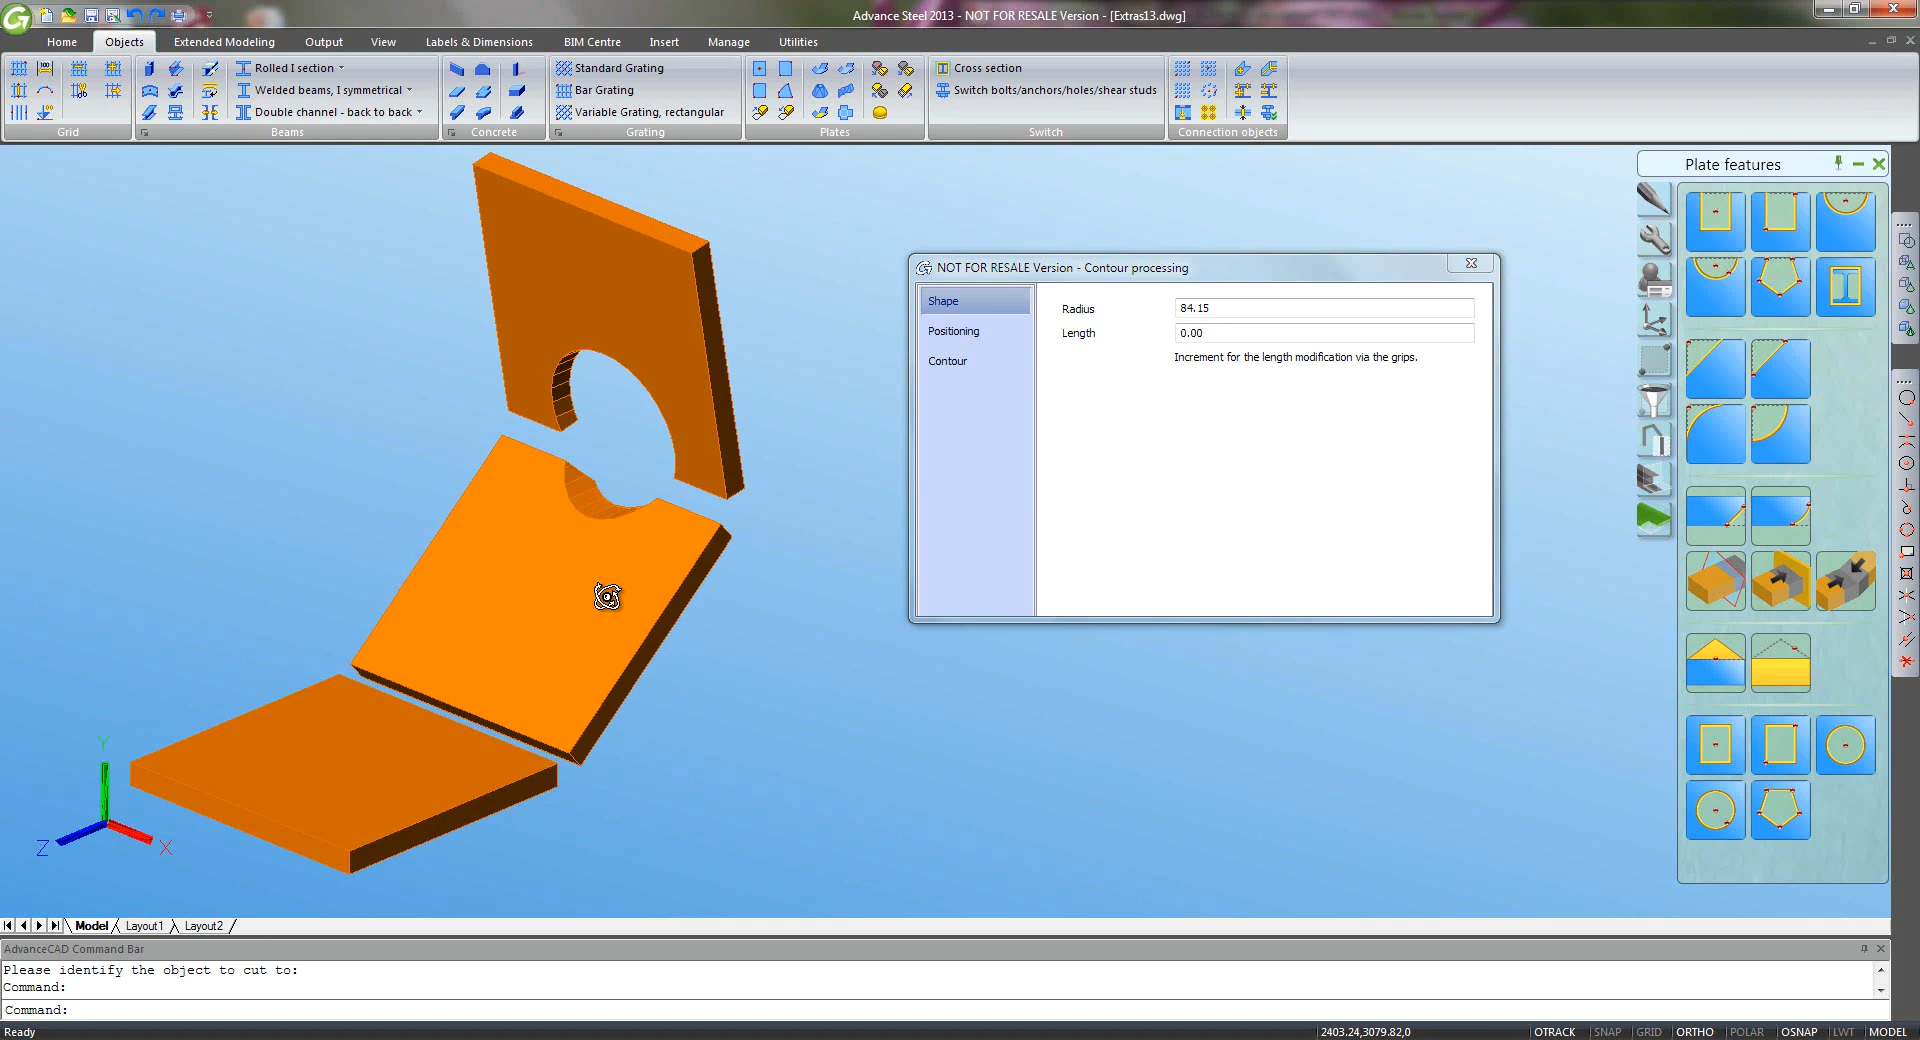 Advance Steel 2013 - NOT FOR RESALE Version - [Extras13.dwg]
Home Objects Extended Modeling Output View Labels & Dimensions BIM Centre Insert Manage Utilities
Rolled I section Standard Grating Cross section
Welded beams, I symmetrical Bar Grating Switch bolts/anchors/holes/shear studs
Double channel - back to back Variable Grating, rectangular
Grid Beams Concrete Grating Plates Switch Connection objects
Plate features
NOT FOR RESALE Version - Contour processing
Shape
Positioning
Contour
Radius 84.15
Length 0.00
Increment for the length modification via the grips.
Y
Z
X
Model Layout1 Layout2
AdvanceCAD Command Bar
Please identify the object to cut to:
Command:
Command:
Ready 2403.24,3079.82,0 OTRACK SNAP GRID ORTHO POLAR OSNAP LWT MODEL